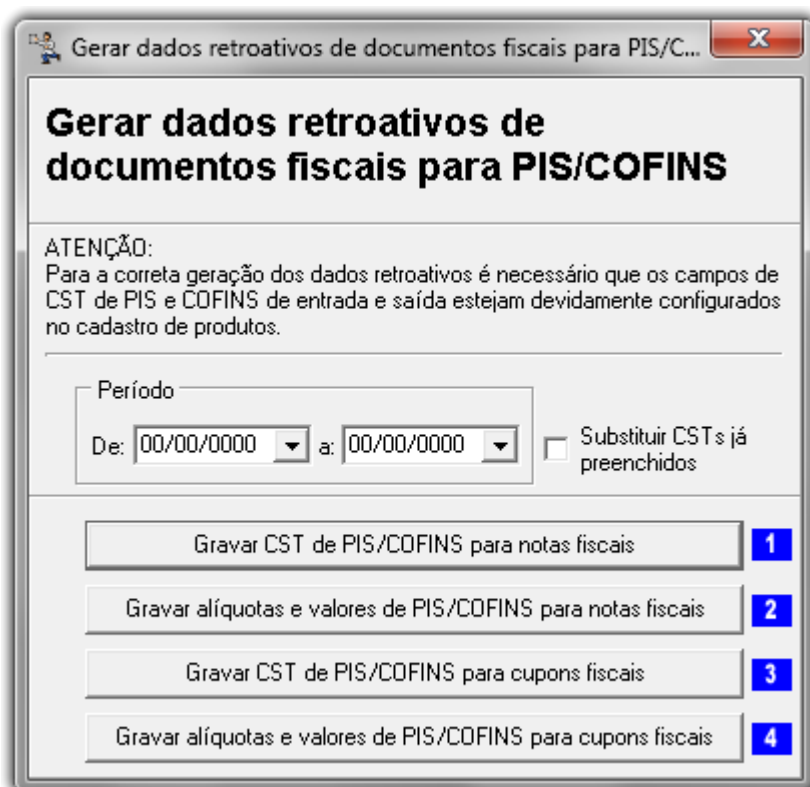 Gerar dados retroativos de documentos fiscais para PIS/C...
x
Gerar dados retroativos de
documentos fiscais para PIS/COFINS
ATENÇÃO:
Para a correta geração dos dados retroativos é necessário que os campos de
CST de PIS e COFINS de entrada e saída estejam devidamente configurados
no cadastro de produtos.
Período
De: 00/00/0000 a: 00/00/0000
Substituir CSTs já
preenchidos
Gravar CST de PIS/COFINS para notas fiscais 1
Gravar alíquotas e valores de PIS/COFINS para notas fiscais 2
Gravar CST de PIS/COFINS para cupons fiscais 3
Gravar alíquotas e valores de PIS/COFINS para cupons fiscais 4